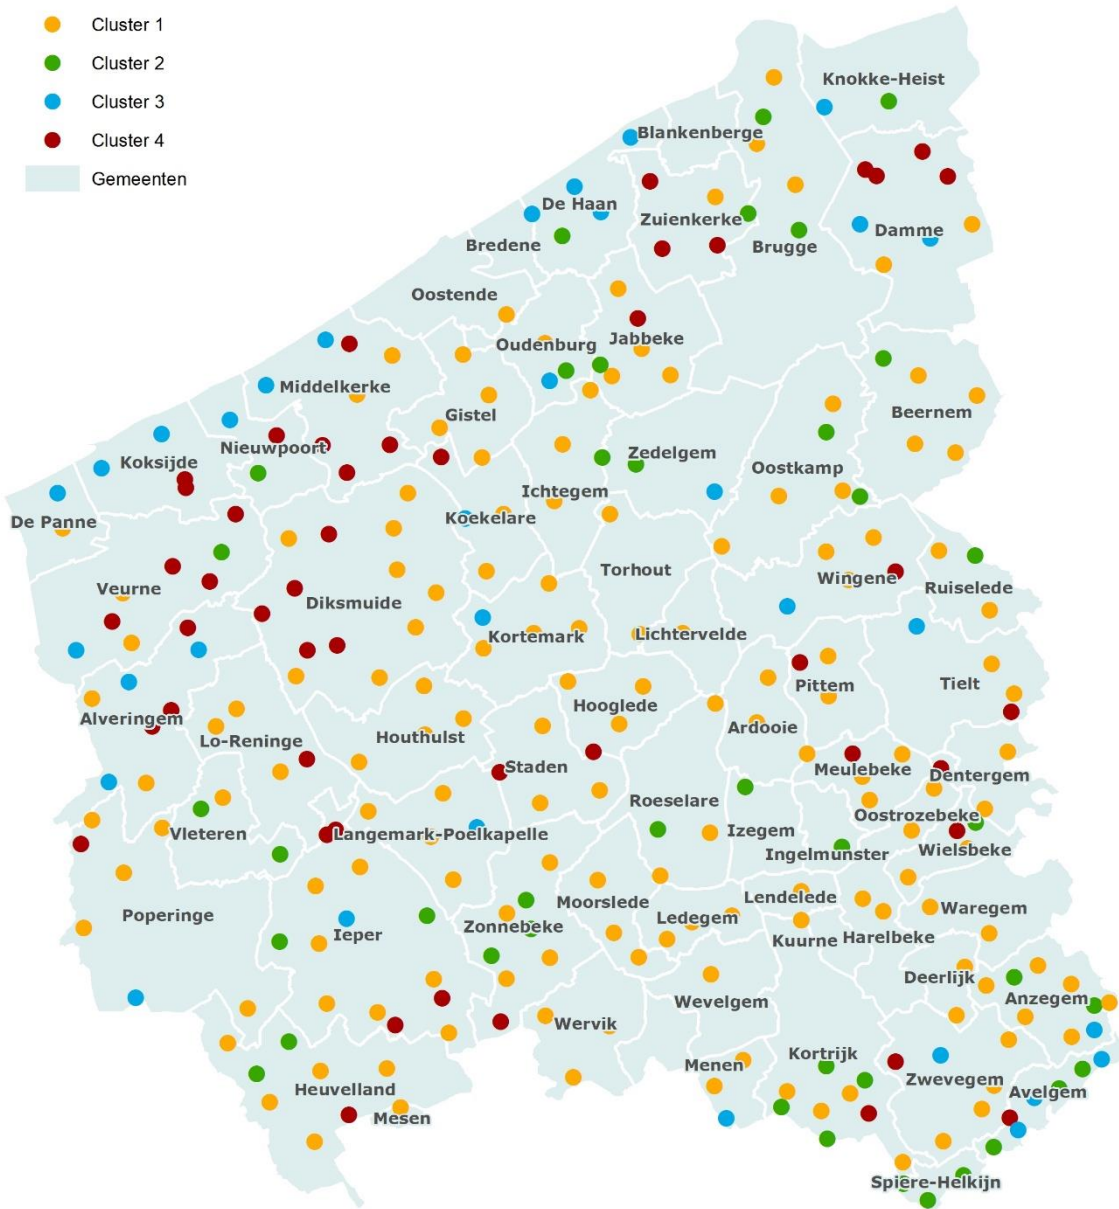 Cluster 1
Cluster 2
Cluster 3
Cluster 4
Gemeenten
Knokke-Heist
Blankenberge
De Haan
Zuienkerke
Damme
Bredene
Brugge
Oostende
Oudenburg
Jabbeke
Middelkerke
Gistel
Beernem
Nieuwpoort
Koksijde
Zedelgem
Oostkamp
Ichtegem
De Panne
Koekelare
Torhout
Wingene
Veurne
Ruiselede
Diksmuide
Kortemark
Lichtervelde
Pittem
Tielt
Alveringem
Hooglede
Ardooie
Lo-Reninge
Houthulst
Staden
Meulebeke
Dentergem
Roeselare
Oostrozebeke
Vleteren
Langemark-Poelkapelle
Izegem
Ingelmunster
Wielsbeke
Poperinge
Moorslede
Lendelede
Waregem
Ieper
Zonnebeke
Ledegem
Kuurne
Harelbeke
Deerlijk
Anzegem
Wevelgem
Wervik
Kortrijk
Menen
Zwevegem
Avelgem
Heuvelland
Mesen
Spiere-Helkijn